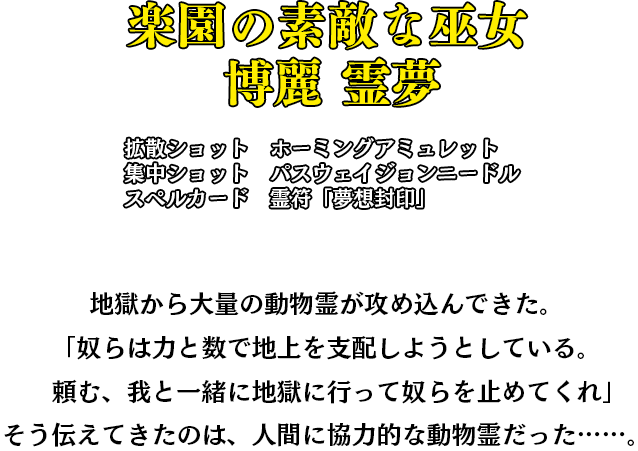 楽園の素敵な巫女
博麗 霊夢
拡散ショット　ホーミングアミュレット
集中ショット　パスウェイジョンニードル
スペルカード　霊符「夢想封印」
地獄から大量の動物霊が攻め込んできた。
「奴らは力と数で地上を支配しようとしている。
頼む、我と一緒に地獄に行って奴らを止めてくれ」
そう伝えてきたのは、人間に協力的な動物霊だった……。